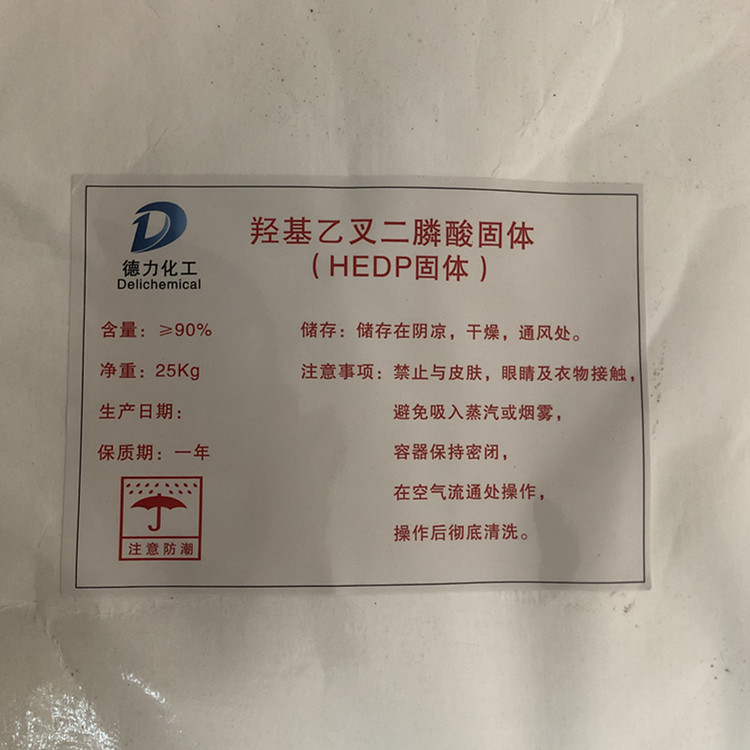 德力化工
Delichemical
羟基乙叉二膦酸固体
（HEDP固体）
含量：≥90%
净重：25Kg
生产日期：
保质期：一年
注意防潮
储存：储存在阴凉，干燥，通风处。
注意事项：禁止与皮肤，眼睛及衣物接触，
避免吸入蒸汽或烟雾，
容器保持密闭，
在空气流通处操作，
操作后彻底清洗。